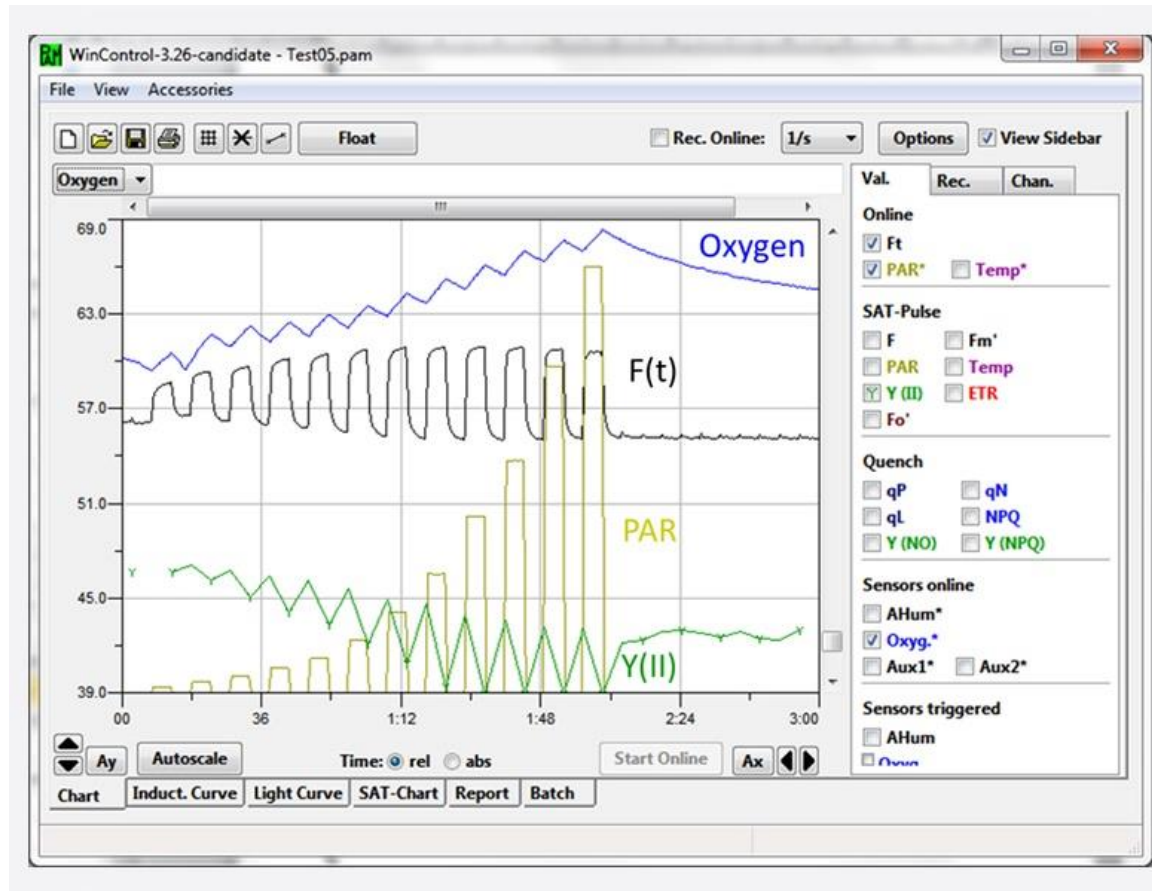 WinControl-3.26-candidate - Test05.pam
File View Accessories
Float
Rec. Online: 1/s Options View Sidebar
Oxygen
Val. Rec. Chan.
69.0
63.0
57.0
51.0
45.0
39.0
Oxygen
F(t)
PAR
Y(II)
00 36 1:12 1:48 2:24 3:00
Ay Autoscale Time: rel abs Start Online Ax
Chart Induct. Curve Light Curve SAT-Chart Report Batch
Online
Ft
PAR* Temp*
SAT-Pulse
F Fm'
PAR Temp
Y (II) ETR
Fo'
Quench
qP qN
qL NPQ
Y (NO) Y (NPQ)
Sensors online
AHum*
Oxyg.*
Aux1* Aux2*
Sensors triggered
AHum